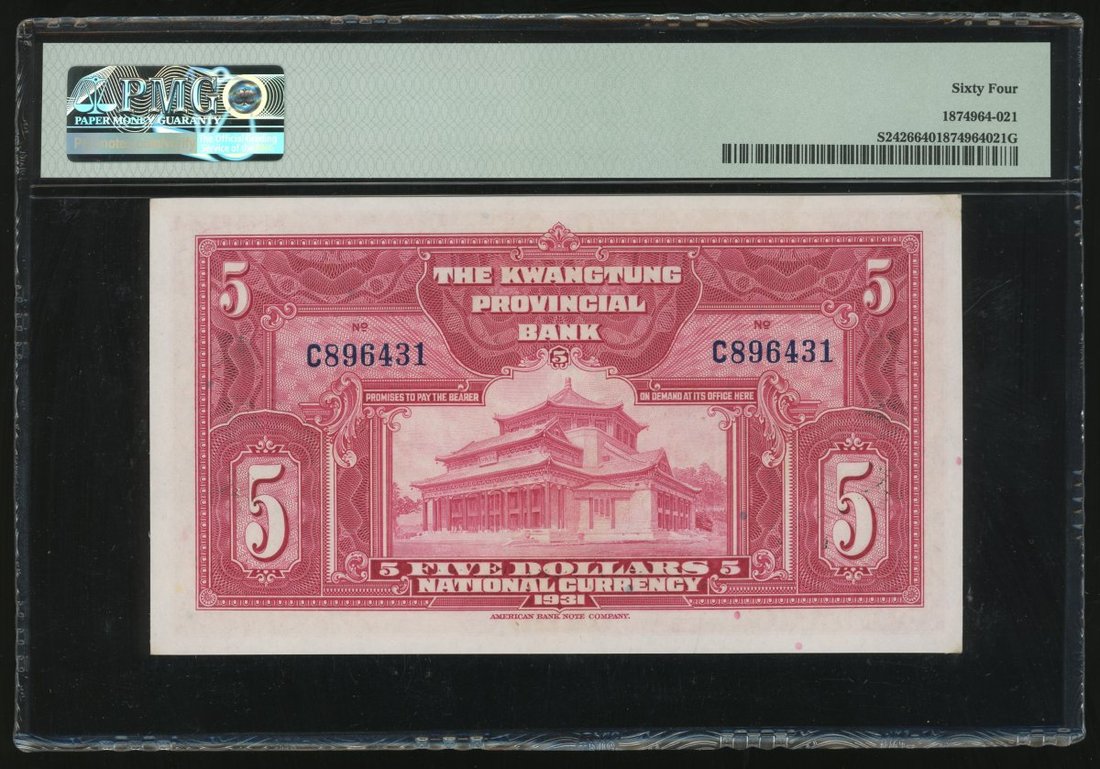 PMG
PAPER MONEY GUARANTY
Sixty Four
1874964-021
S24266401874964021G
5 5
THE KWANGTUNG
PROVINCIAL
BANK
Nº Nº
C896431 C896431
5
PROMISES TO PAY THE BEARER ON DEMAND AT ITS OFFICE HERE
5 5
5 FIVE DOLLARS 5
NATIONAL CURRENCY
1931
AMERICAN BANK NOTE COMPANY.